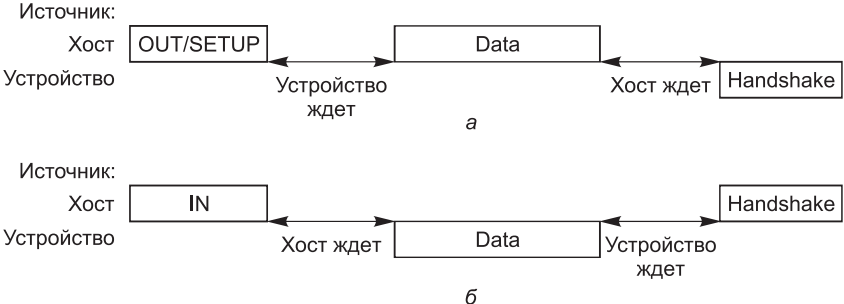 Источник:
Хост OUT/SETUP Data
Устройство Устройство ждет Хост ждет Handshake
а
Источник:
Хост IN Handshake
Устройство Хост ждет Data Устройство ждет
б